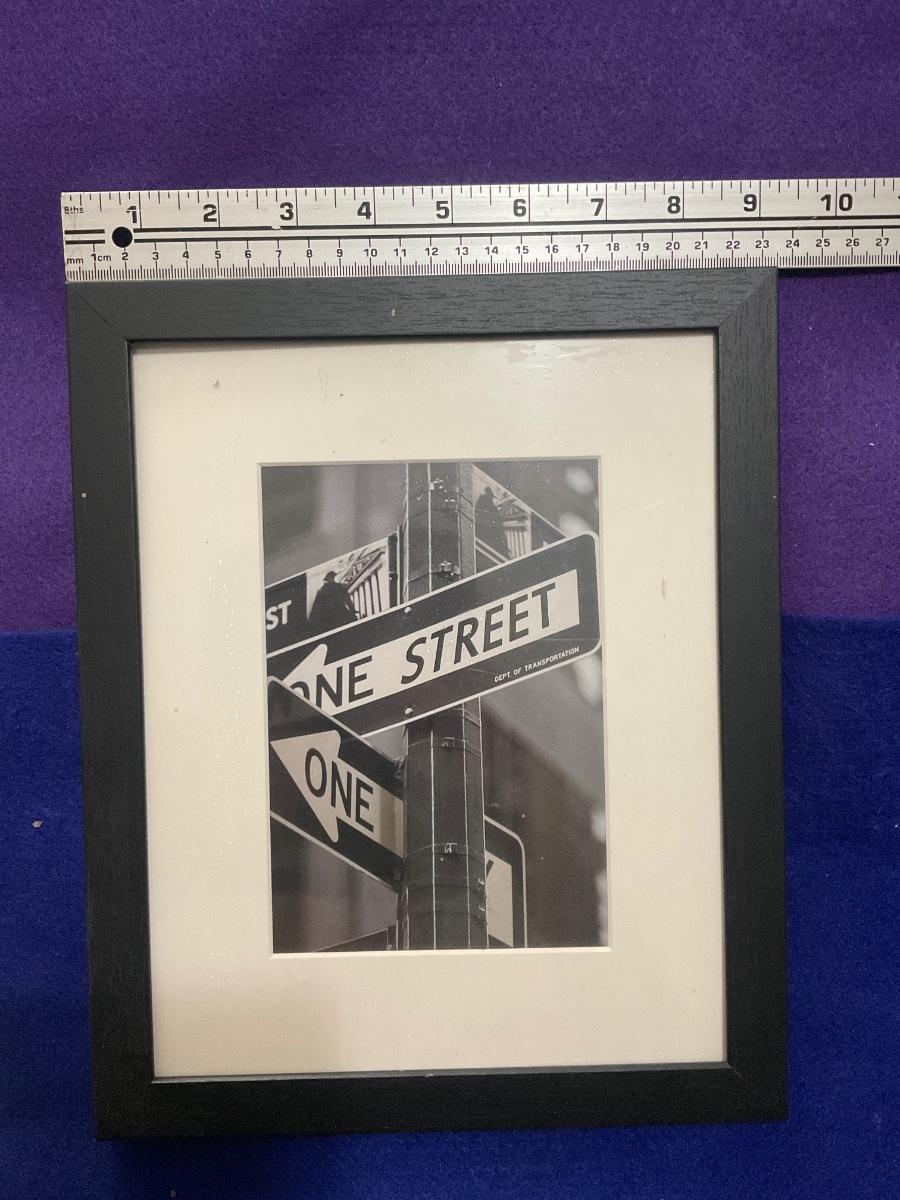 8ths 1 2 3 4 5 6 7 8 9 10
mm 1cm 2 3 4 5 6 7 8 9 10 11 12 13 14 15 16 17 18 19 20 21 22 23 24 25 26 27
ST
ONE STREET
DEPT. OF TRANSPORTATION
ONE